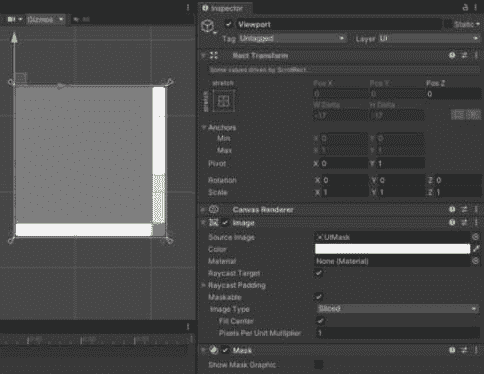 Gizmos
Inspector
Viewport
Static
Tag Untagged Layer UI
Rect Transform
Some values driven by ScrollRect.
stretch Pos X Pos Y Pos Z
stretch 0 0 0
W Delta H Delta
-17 -17
Anchors
Min X 0 Y 0
Max X 1 Y 1
Pivot X 0 Y 1
Rotation X 0 Y 0 Z 0
Scale X 1 Y 1 Z 1
Canvas Renderer
Image
Source Image UIMask
Color
Material None (Material)
Raycast Target
Raycast Padding
Maskable
Image Type Sliced
Fill Center
Pixels Per Unit Multiplier 1
Mask
Show Mask Graphic